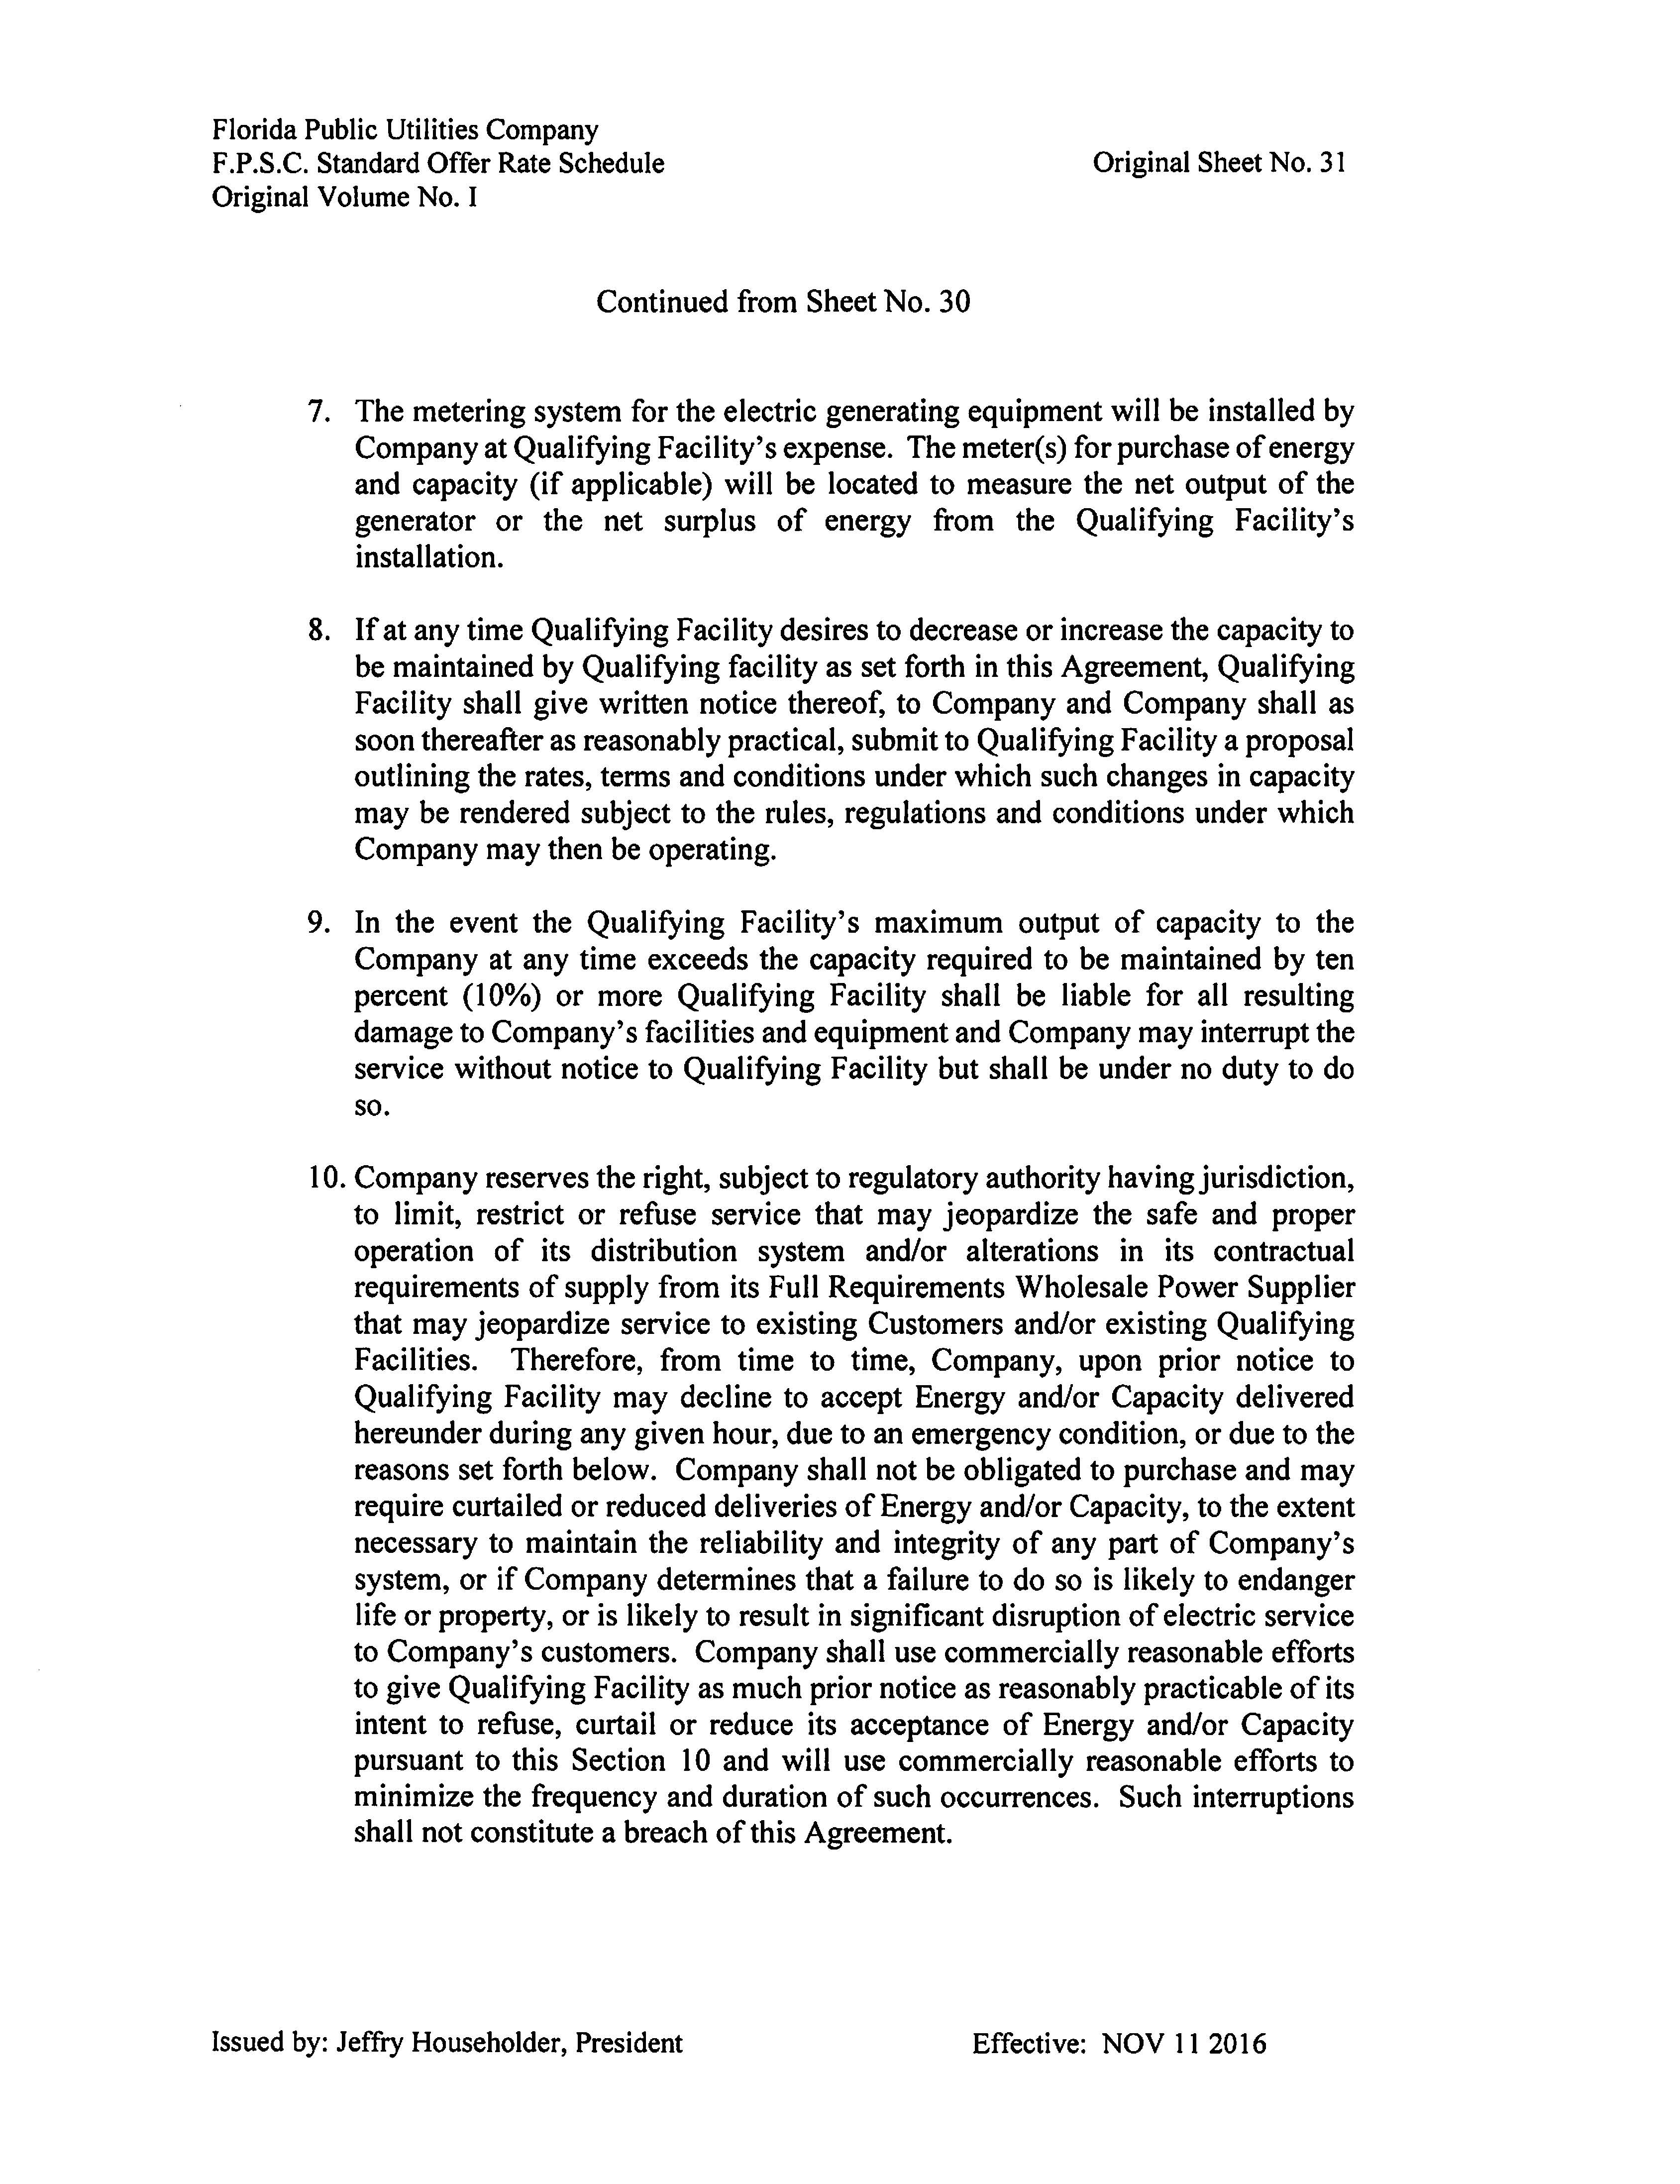 Florida Public Utilities Company
F.P.S.C. Standard Offer Rate Schedule
Original Sheet No. 31
Original Volume No. I
Continued from Sheet No. 30
7. The metering system for the electric generating equipment will be installed by
Company at Qualifying Facility's expense. The meter(s) for purchase of energy
and capacity (if applicable) will be located to measure the net output of the
generator or the net surplus of energy from the Qualifying Facility's
installation.
8. If at any time Qualifying Facility desires to decrease or increase the capacity to
be maintained by Qualifying facility as set forth in this Agreement, Qualifying
Facility shall give written notice thereof, to Company and Company shall as
soon thereafter as reasonably practical, submit to Qualifying Facility a proposal
outlining the rates, terms and conditions under which such changes in capacity
may be rendered subject to the rules, regulations and conditions under which
Company may then be operating.
9. In the event the Qualifying Facility's maximum output of capacity to the
Company at any time exceeds the capacity required to be maintained by ten
percent (10%) or more Qualifying Facility shall be liable for all resulting
damage to Company's facilities and equipment and Company may interrupt the
service without notice to Qualifying Facility but shall be under no duty to do
so.
10. Company reserves the right, subject to regulatory authority having jurisdiction,
to limit, restrict or refuse service that may jeopardize the safe and proper
operation of its distribution system and/or alterations in its contractual
requirements of supply from its Full Requirements Wholesale Power Supplier
that may jeopardize service to existing Customers and/or existing Qualifying
Facilities. Therefore, from time to time, Company, upon prior notice to
Qualifying Facility may decline to accept Energy and/or Capacity delivered
hereunder during any given hour, due to an emergency condition, or due to the
reasons set forth below. Company shall not be obligated to purchase and may
require curtailed or reduced deliveries of Energy and/or Capacity, to the extent
necessary to maintain the reliability and integrity of any part of Company's
system, or if Company determines that a failure to do so is likely to endanger
life or property, or is likely to result in significant disruption of electric service
to Company's customers. Company shall use commercially reasonable efforts
to give Qualifying Facility as much prior notice as reasonably practicable of its
intent to refuse, curtail or reduce its acceptance of Energy and/or Capacity
pursuant to this Section 10 and will use commercially reasonable efforts to
minimize the frequency and duration of such occurrences. Such interruptions
shall not constitute a breach of this Agreement.
Issued by: Jeffry Householder, President
Effective: NOV 11 2016